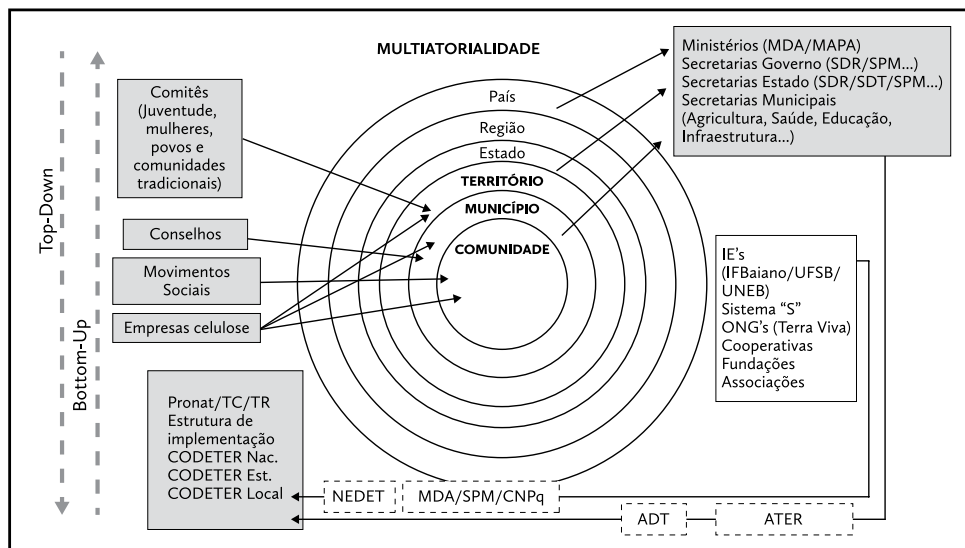 MULTIATORIALIDADE
Top-Down
Bottom-Up
Comitês
(Juventude,
mulheres,
povos e
comunidades
tradicionais)
Conselhos
Movimentos
Sociais
Empresas celulose
País
Região
Estado
TERRITÓRIO
MUNICÍPIO
COMUNIDADE
Ministérios (MDA/MAPA)
Secretarias Governo (SDR/SPM...)
Secretarias Estado (SDR/SDT/SPM...)
Secretarias Municipais
(Agricultura, Saúde, Educação,
Infraestrutura...)
IE's
(IFBaiano/UFSB/
UNEB)
Sistema “S”
ONG's (Terra Viva)
Cooperativas
Fundações
Associações
Pronat/TC/TR
Estrutura de
implementação
CODETER Nac.
CODETER Est.
CODETER Local
NEDET
MDA/SPM/CNPq
ADT
ATER